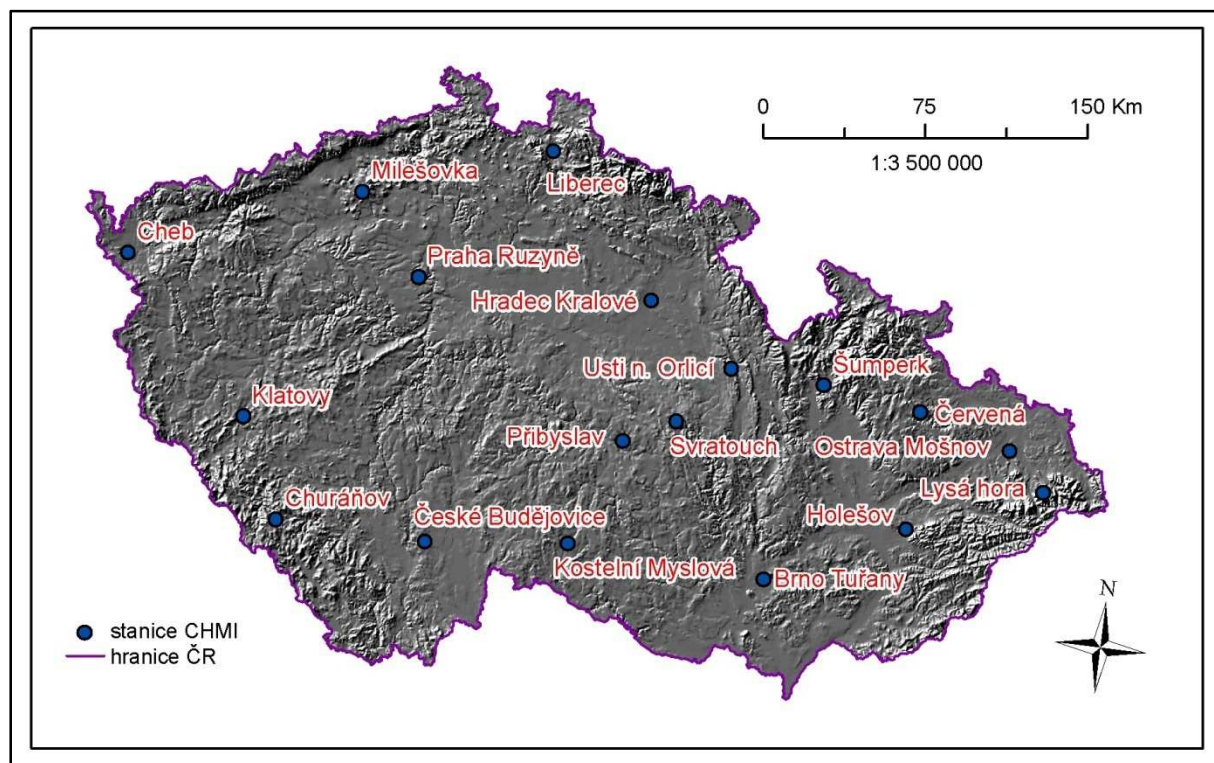 0 75 150 Km
1:3 500 000
Milešovka
Liberec
Cheb
Praha Ruzyně
Hradec Kralové
Usti n. Orlicí
Šumperk
Klatovy
Červená
Přibyslav
Svratouch
Ostrava Mošnov
Lysá hora
Churáňov
České Budějovice
Holešov
Kostelní Myslová
Brno Tuřany
N
stanice CHMI
hranice ČR